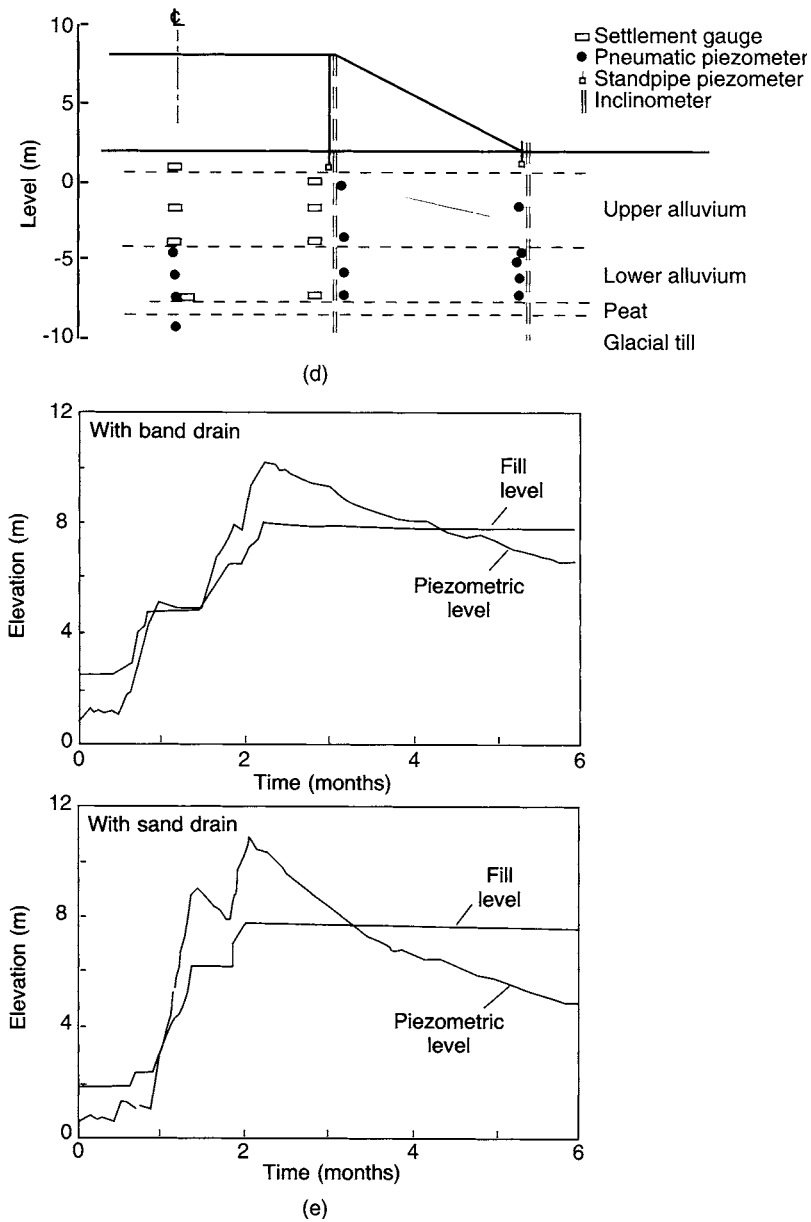 ℄
10
5
0
-5
-10
Level (m)
Settlement gauge
Pneumatic piezometer
Standpipe piezometer
Inclinometer
Upper alluvium
Lower alluvium
Peat
Glacial till
(d)
With band drain
12
8
4
0
Elevation (m)
Fill
level
Piezometric
level
0
2
4
6
Time (months)
With sand drain
12
8
4
0
Elevation (m)
Fill
level
Piezometric
level
0
2
4
6
Time (months)
(e)